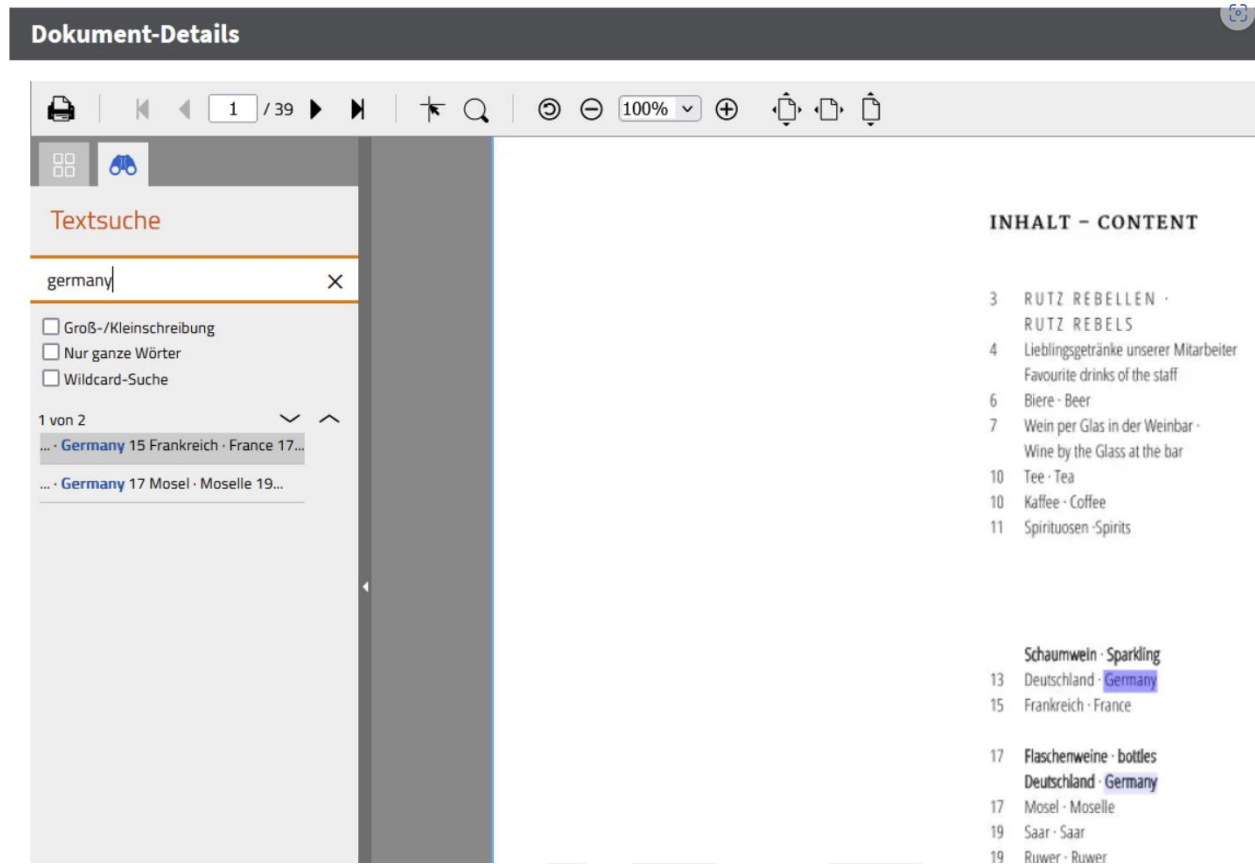 Dokument-Details
1 / 39
100%
Textsuche
germany
Groß-/Kleinschreibung
Nur ganze Wörter
Wildcard-Suche
1 von 2
... · Germany 15 Frankreich · France 17...
... · Germany 17 Mosel · Moselle 19...
INHALT – CONTENT
3 RUTZ REBELLEN ·
RUTZ REBELS
4 Lieblingsgetränke unserer Mitarbeiter
Favourite drinks of the staff
6 Biere · Beer
7 Wein per Glas in der Weinbar ·
Wine by the Glass at the bar
10 Tee · Tea
10 Kaffee · Coffee
11 Spirituosen ·Spirits
Schaumwein · Sparkling
13 Deutschland · Germany
15 Frankreich · France
17 Flaschenweine · bottles
Deutschland · Germany
17 Mosel · Moselle
19 Saar · Saar
19 Ruwer · Ruwer